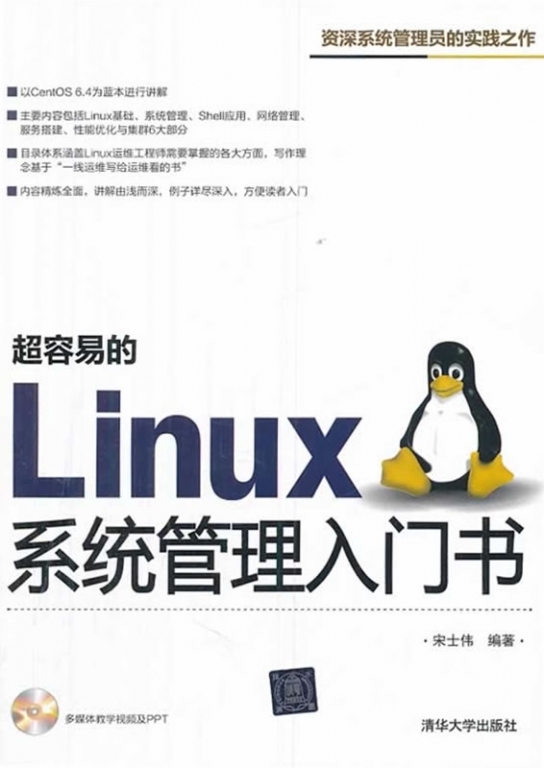 资深系统管理员的实践之作
以CentOS 6.4为蓝本进行讲解
主要内容包括Linux基础、系统管理、Shell应用、网络管理、
服务搭建、性能优化与集群6大部分
目录体系涵盖Linux运维工程师需要掌握的各大方面，写作理
念基于“一线运维写给运维看的书”
内容精炼全面，讲解由浅而深，例子详尽深入，方便读者入门
超容易的
Linux
系统管理入门书
·宋士伟 编著·
多媒体教学视频及PPT
清华大学出版社